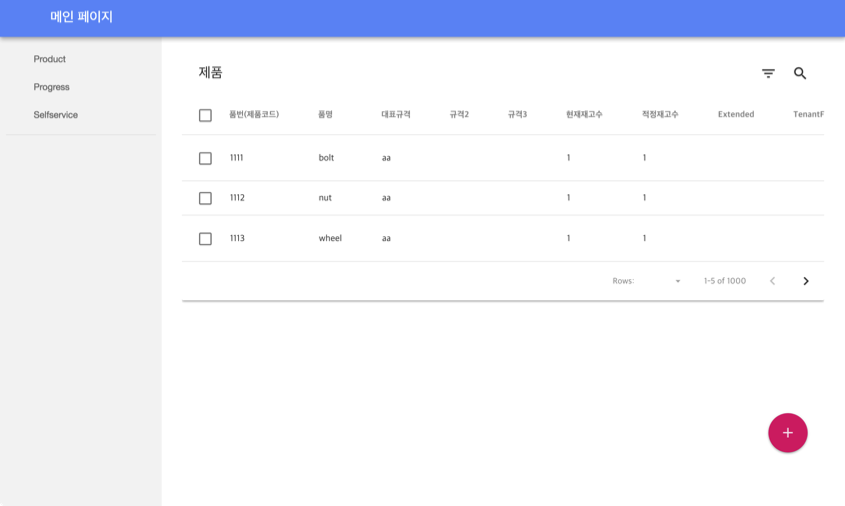 메인 페이지
Product
Progress
Selfservice
제품
품번(제품코드) 품명 대표규격 규격2 규격3 현재재고수 적정재고수 Extended TenantF
1111 bolt aa 1 1
1112 nut aa 1 1
1113 wheel aa 1 1
Rows: 1-5 of 1000